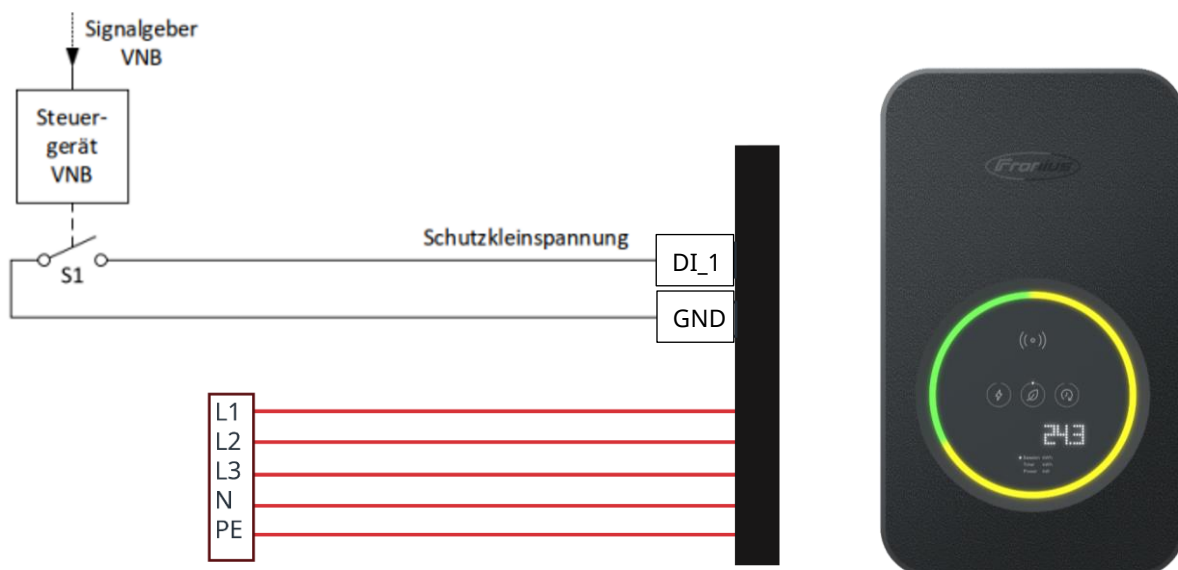 Signalgeber
VNB
Steuer-
gerät
VNB
S1
Schutzkleinspannung
DI_1
GND
L1
L2
L3
N
PE
Fronius
24.3